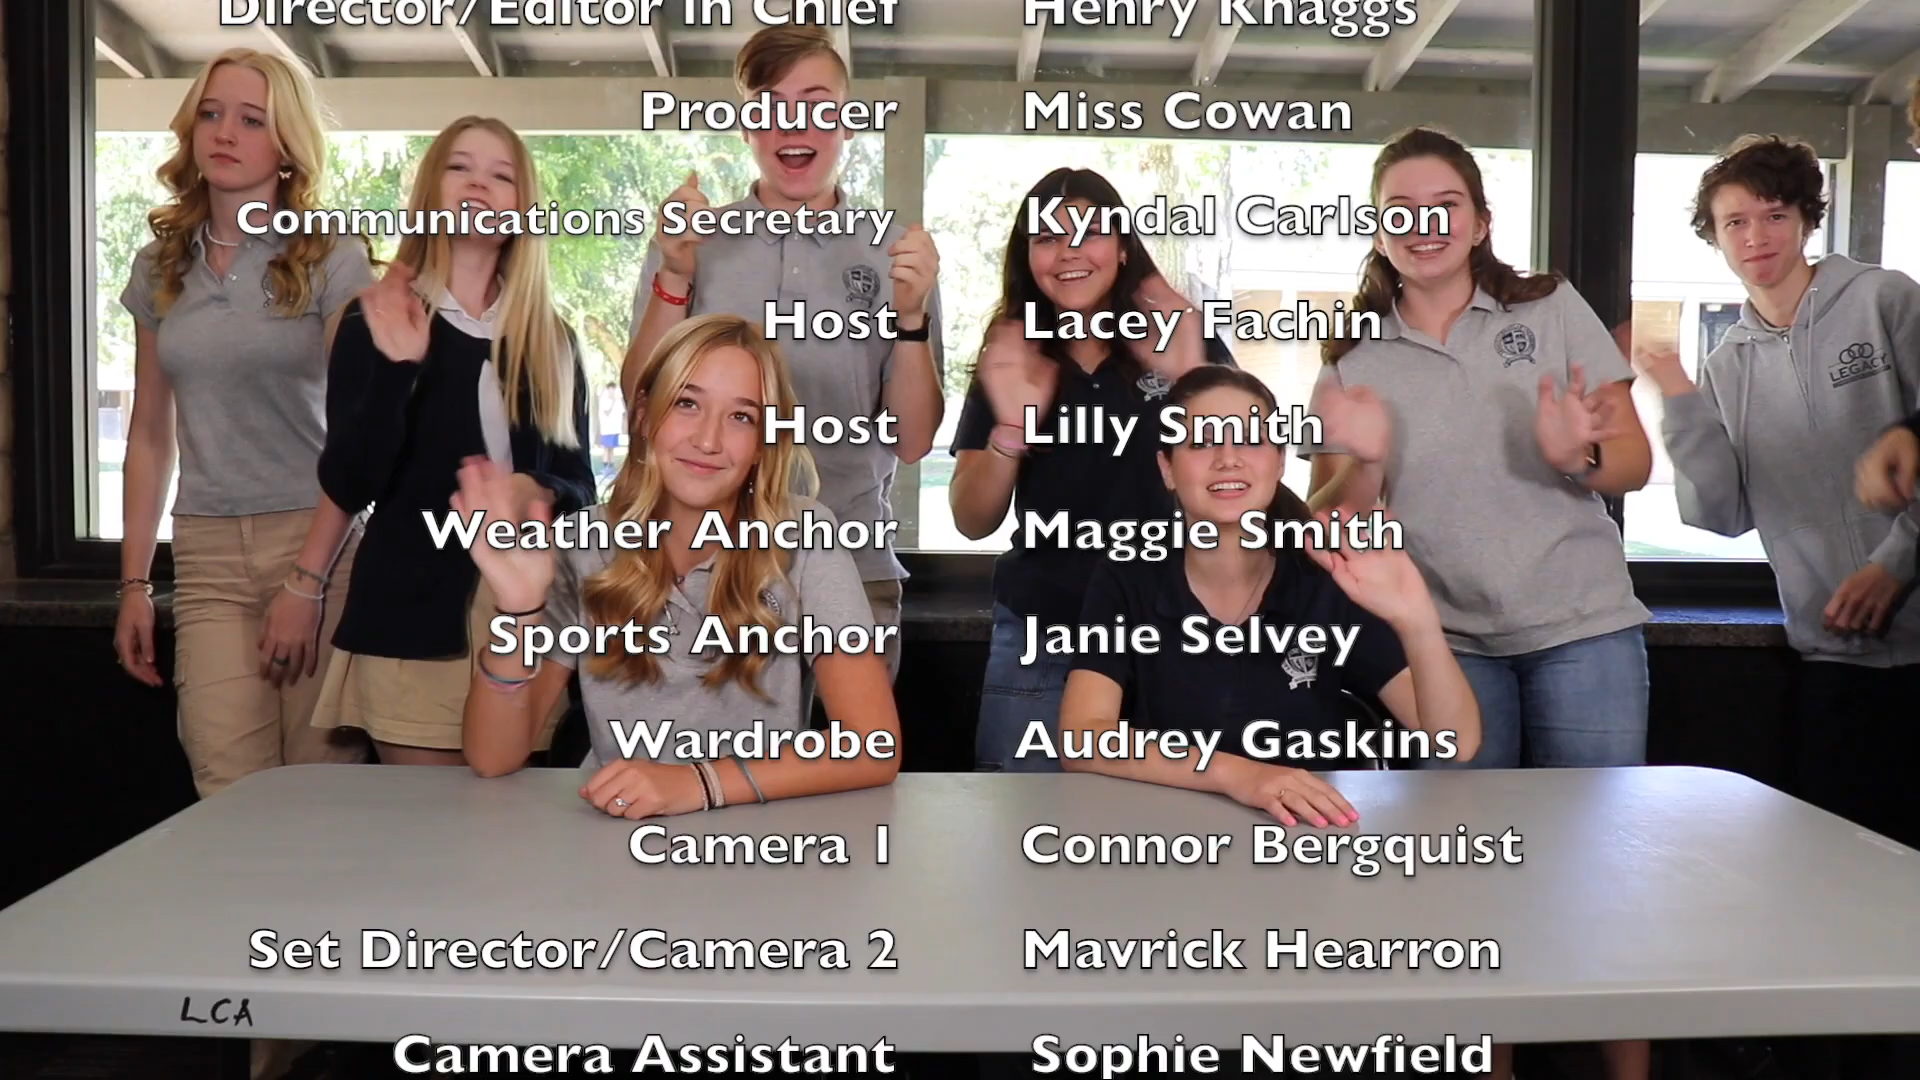 Director/Editor in Chief Henry Knaggs
Producer Miss Cowan
Communications Secretary Kyndal Carlson
Host Lacey Fachin
LEGACY
Host Lilly Smith
Weather Anchor Maggie Smith
Sports Anchor Janie Selvey
Wardrobe Audrey Gaskins
Camera 1 Connor Bergquist
Set Director/Camera 2 Mavrick Hearron
LCA
Camera Assistant Sophie Newfield